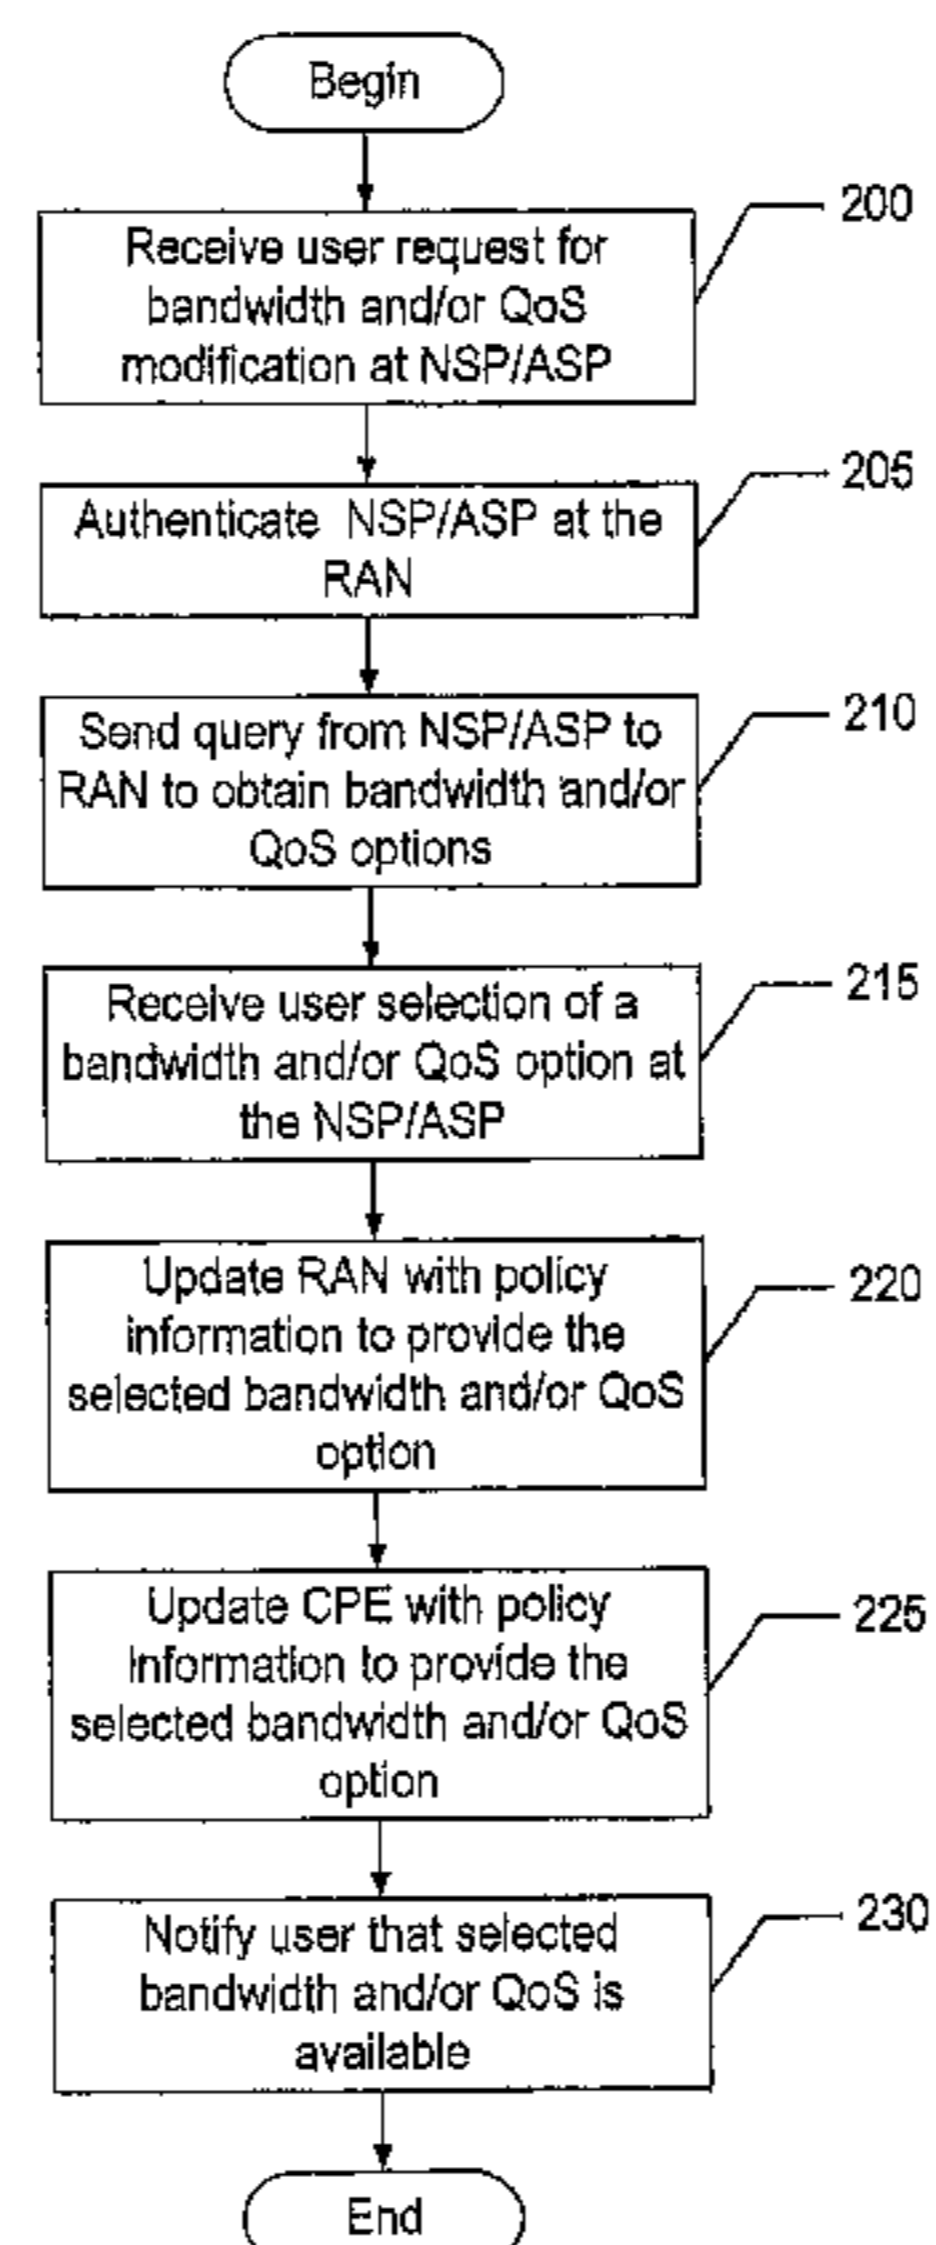 Begin
200
Receive user request for
bandwidth and/or QoS
modification at NSP/ASP
205
Authenticate NSP/ASP at the
RAN
210
Send query from NSP/ASP to
RAN to obtain bandwidth and/or
QoS options
215
Receive user selection of a
bandwidth and/or QoS option at
the NSP/ASP
220
Update RAN with policy
information to provide the
selected bandwidth and/or QoS
option
225
Update CPE with policy
information to provide the
selected bandwidth and/or QoS
option
230
Notify user that selected
bandwidth and/or QoS is
available
End